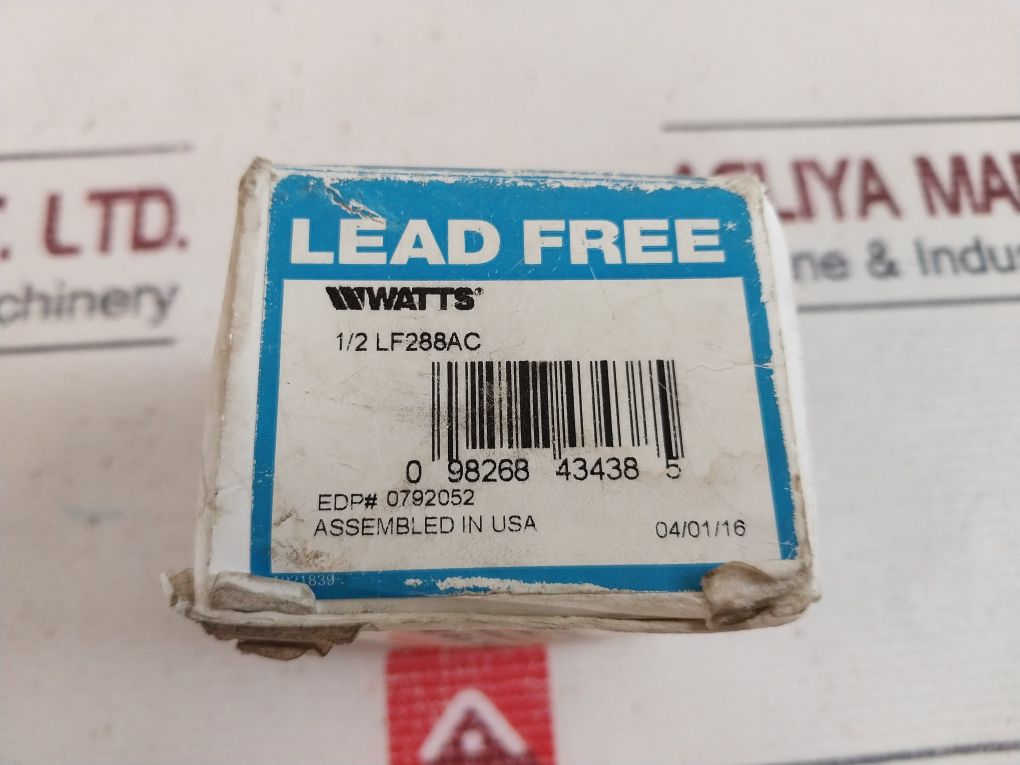 LTD.
chinery
LIYA MAR
ne & Indus
LEAD FREE*
WATTS®
1/2 LF288AC
0 98268 43438 5
EDP# 0792052
ASSEMBLED IN USA
04/01/16